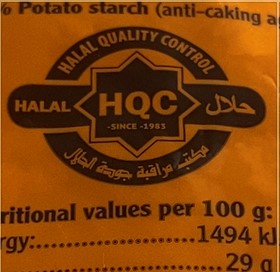 % Potato starch (anti-caking a
HALAL QUALITY CONTROL
HALAL
HQC
حلال
-SINCE -1983
مكتب مراقبة جودة الحلال
ritional values per 100 g:
rgy:.....................1494 kJ
29 g